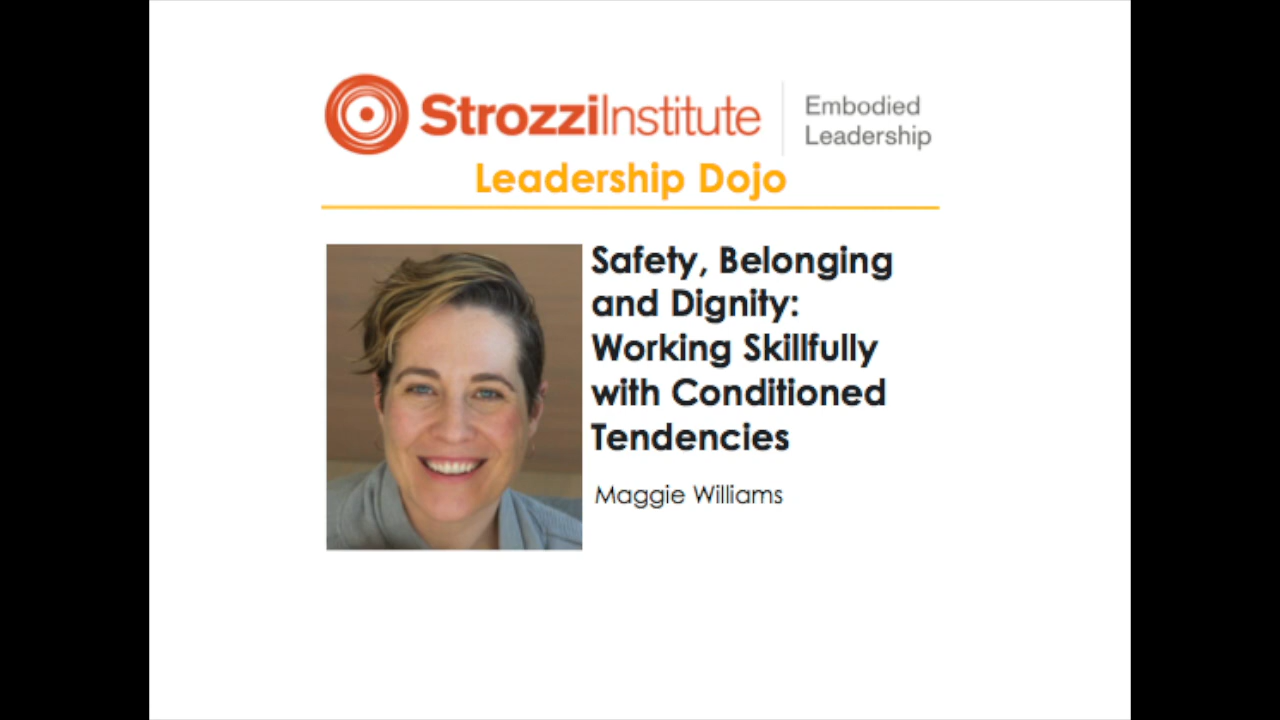 StrozziInstitute
Embodied
Leadership
Leadership Dojo
Safety, Belonging
and Dignity:
Working Skillfully
with Conditioned
Tendencies
Maggie Williams